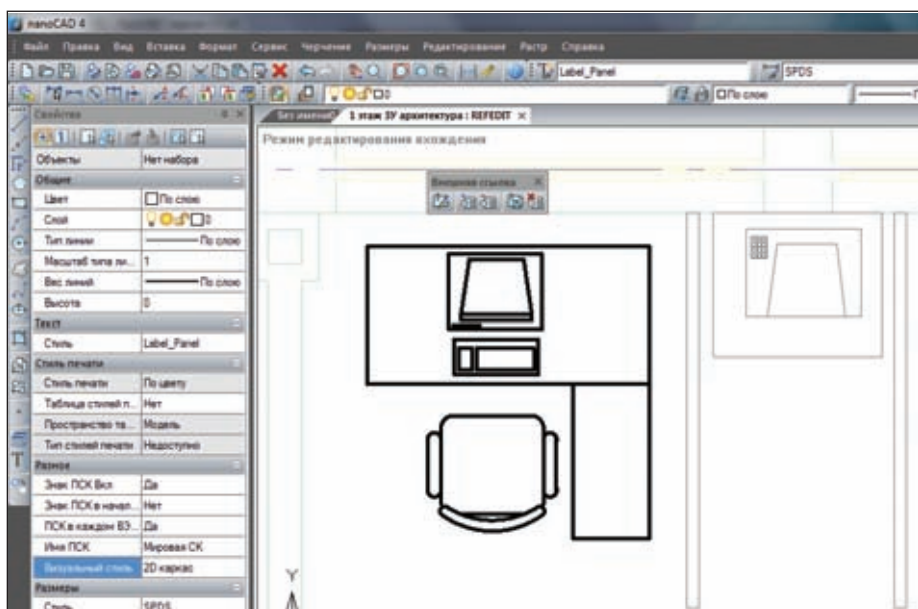 nanoCAD 4
Файл Правка Вид Вставка Формат Сервис Черчение Размеры Редактирование Растр Справка
Label_Panel SPDS
0 По слою
Свойства
Без имени0 1 этаж ЗУ архитектура : REFEDIT
Режим редактирования вхождения
Внешняя ссылка
Объекты Нет набора
Общие
Цвет По слою
Слой 0
Тип линии По слою
Масштаб типа ли... 1
Вес линий По слою
Высота 0
Текст
Стиль Label_Panel
Стиль печати
Стиль печати По цвету
Таблица стилей п... Нет
Пространство та... Модель
Тип стилей печати Недоступно
Разное
Знак ПСК Вкл Да
Знак ПСК в начал... Нет
ПСК в каждом ВЭ... Да
Имя ПСК Мировая СК
Визуальный стиль 2D каркас
Размеры
Стиль SPDS
Y